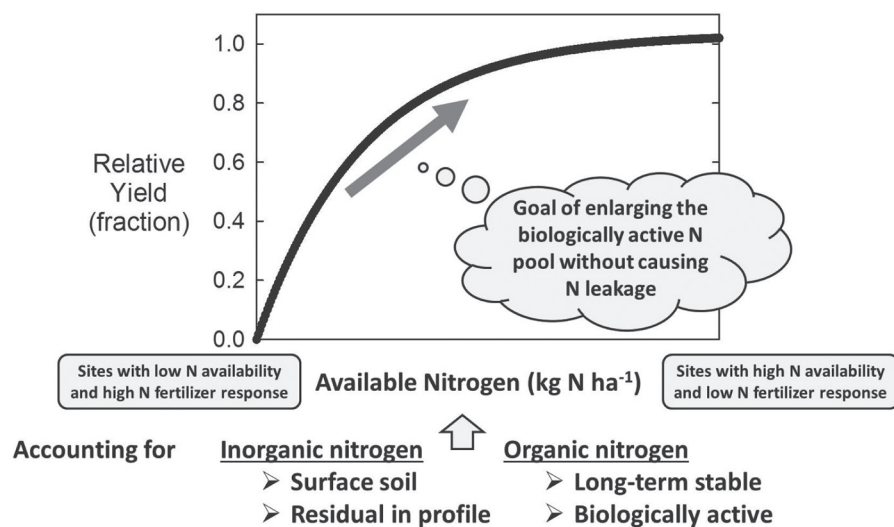 1.0
0.8
0.6
0.4
0.2
0.0
Relative
Yield
(fraction)
Goal of enlarging the
biologically active N
pool without causing
N leakage
Sites with low N availability
and high N fertilizer response
Available Nitrogen (kg N ha⁻¹)
Sites with high N availability
and low N fertilizer response
Accounting for
Inorganic nitrogen
➢ Surface soil
➢ Residual in profile
Organic nitrogen
➢ Long-term stable
➢ Biologically active